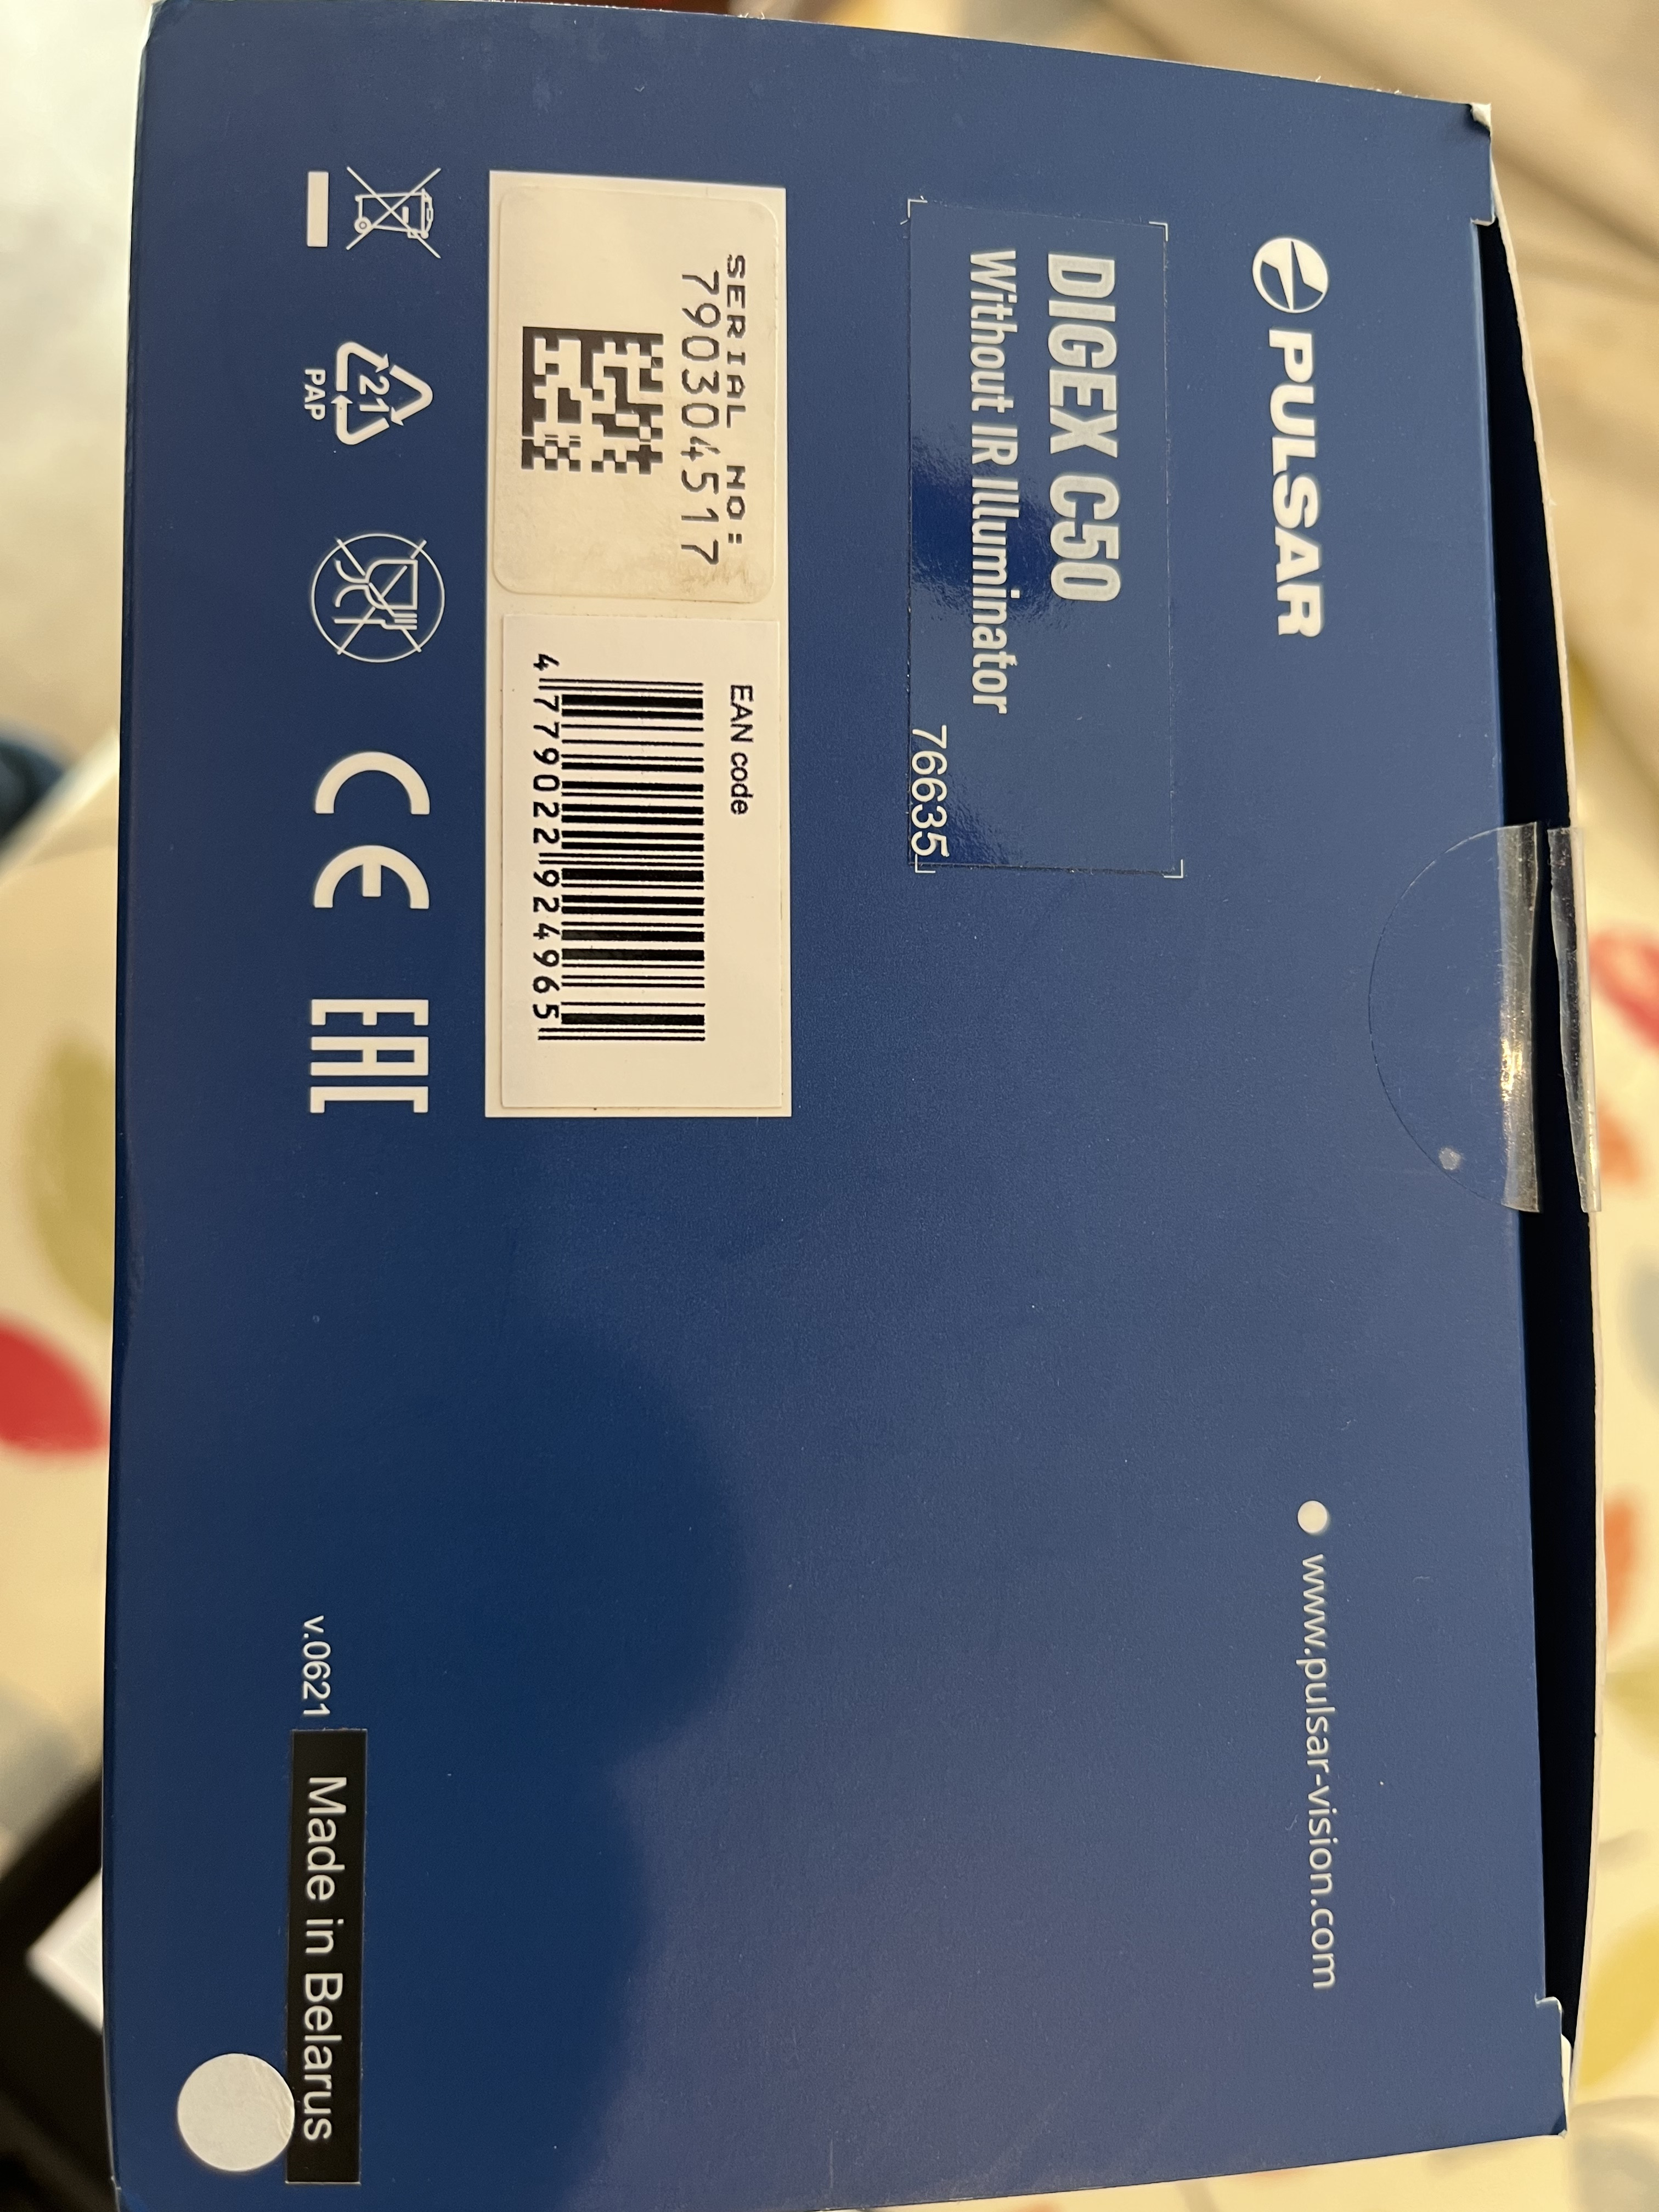 PULSAR
www.pulsar-vision.com
DIGEX C50
Without IR Illuminator
76635
SERIAL NO:
790304517
EAN code
4 779022 924965
21
PAP
CE
EAC
v.0621
Made in Belarus